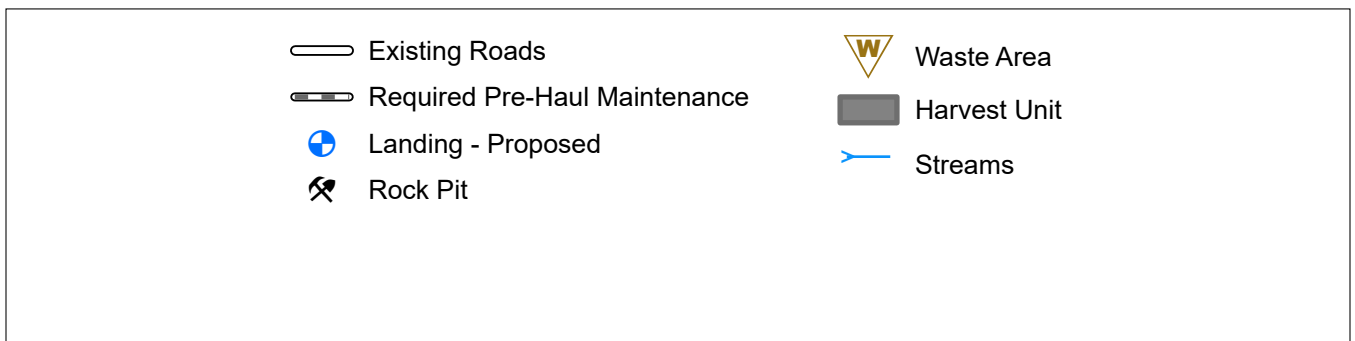 Existing Roads
Required Pre-Haul Maintenance
Landing - Proposed
Rock Pit
W
Waste Area
Harvest Unit
Streams